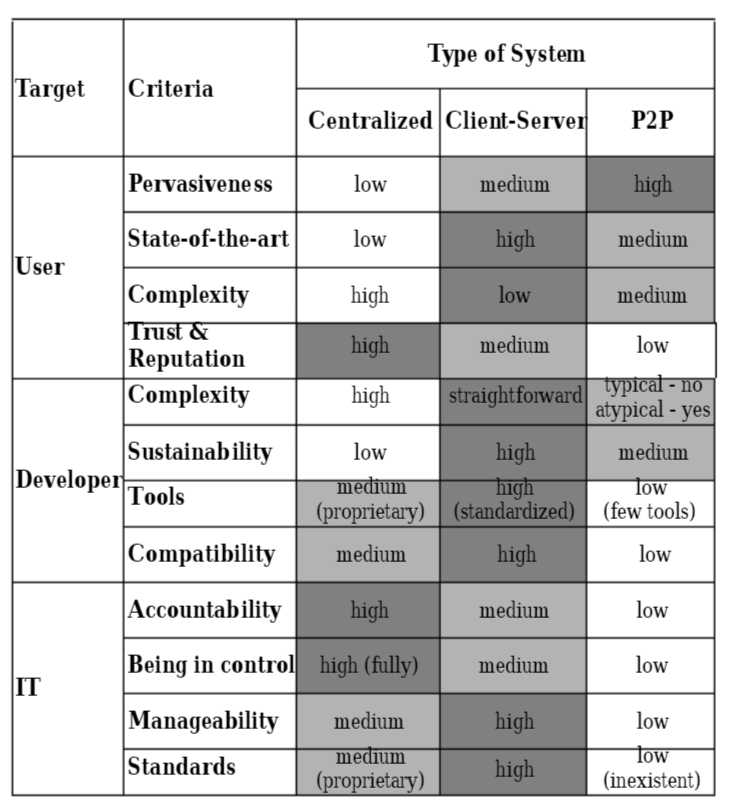 Target Criteria Type of System
Centralized Client-Server P2P
User
Pervasiveness low medium high
State-of-the-art low high medium
Complexity high low medium
Trust &
Reputation high medium low
Developer
Complexity high straightforward typical - no
atypical - yes
Sustainability low high medium
Tools medium high low
(proprietary) (standardized) (few tools)
Compatibility medium high low
IT
Accountability high medium low
Being in control high (fully) medium low
Manageability medium high low
Standards medium high low
(proprietary) (inexistent)